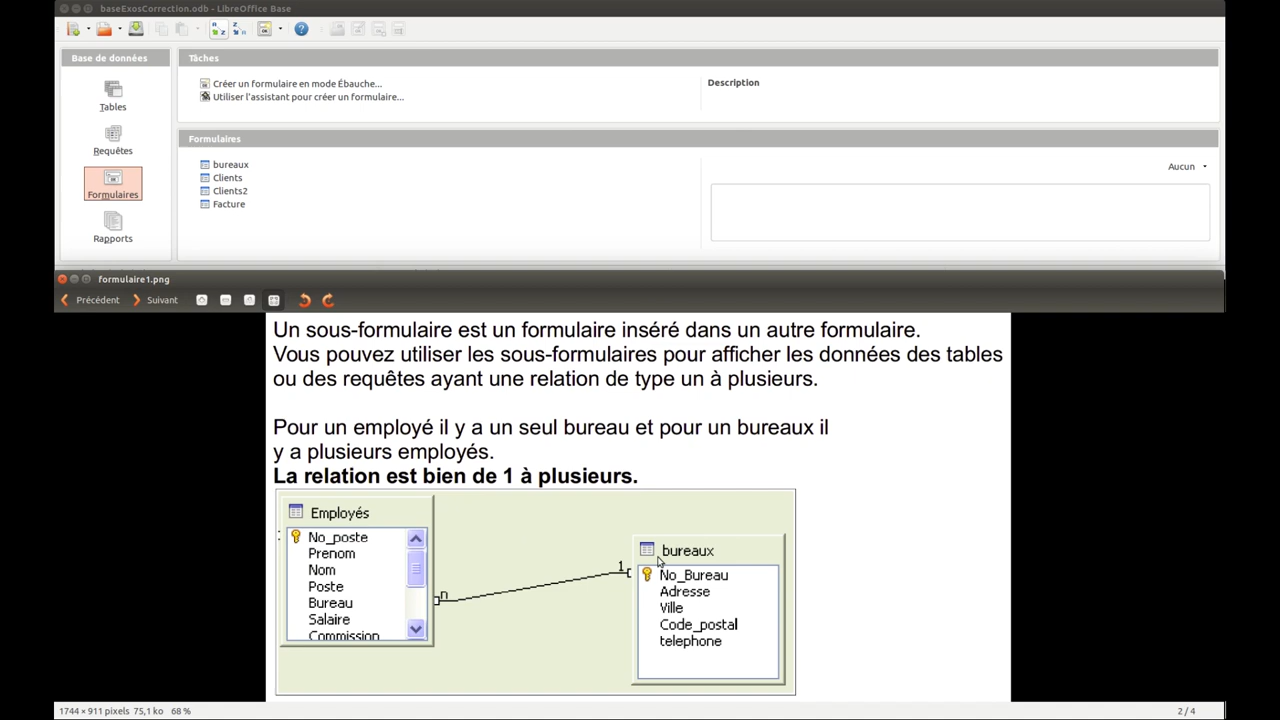 baseExosCorrection.odb - LibreOffice Base
Base de données
Tâches
Tables
Requêtes
Formulaires
Rapports
Créer un formulaire en mode Ébauche...
Utiliser l'assistant pour créer un formulaire...
Description
Formulaires
bureaux
Clients
Clients2
Facture
Aucun
formulaire1.png
Précédent
Suivant
Un sous-formulaire est un formulaire inséré dans un autre formulaire.
Vous pouvez utiliser les sous-formulaires pour afficher les données des tables
ou des requêtes ayant une relation de type un à plusieurs.
Pour un employé il y a un seul bureau et pour un bureaux il
y a plusieurs employés.
La relation est bien de 1 à plusieurs.
Employés
No_poste
Prenom
Nom
Poste
Bureau
Salaire
Commission
n
1
bureaux
No_Bureau
Adresse
Ville
Code_postal
telephone
1744 × 911 pixels 75,1 ko 68 %
2 / 4